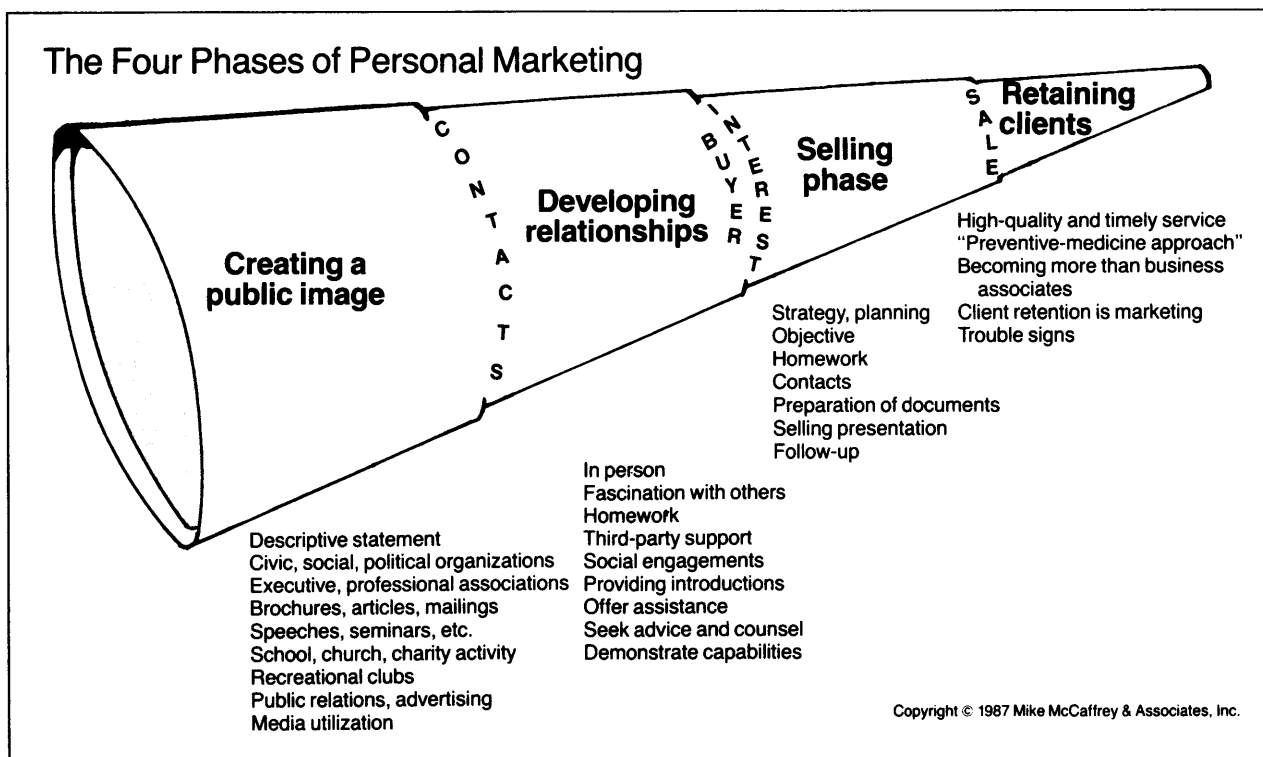 The Four Phases of Personal Marketing
Creating a
public image
CONTACTS
Developing
relationships
BUYER
INTEREST
Selling
phase
SALE
Retaining
clients
Descriptive statement
Civic, social, political organizations
Executive, professional associations
Brochures, articles, mailings
Speeches, seminars, etc.
School, church, charity activity
Recreational clubs
Public relations, advertising
Media utilization
In person
Fascination with others
Homework
Third-party support
Social engagements
Providing introductions
Offer assistance
Seek advice and counsel
Demonstrate capabilities
Strategy, planning
Objective
Homework
Contacts
Preparation of documents
Selling presentation
Follow-up
High-quality and timely service
“Preventive-medicine approach”
Becoming more than business
associates
Client retention is marketing
Trouble signs
Copyright © 1987 Mike McCaffrey & Associates, Inc.